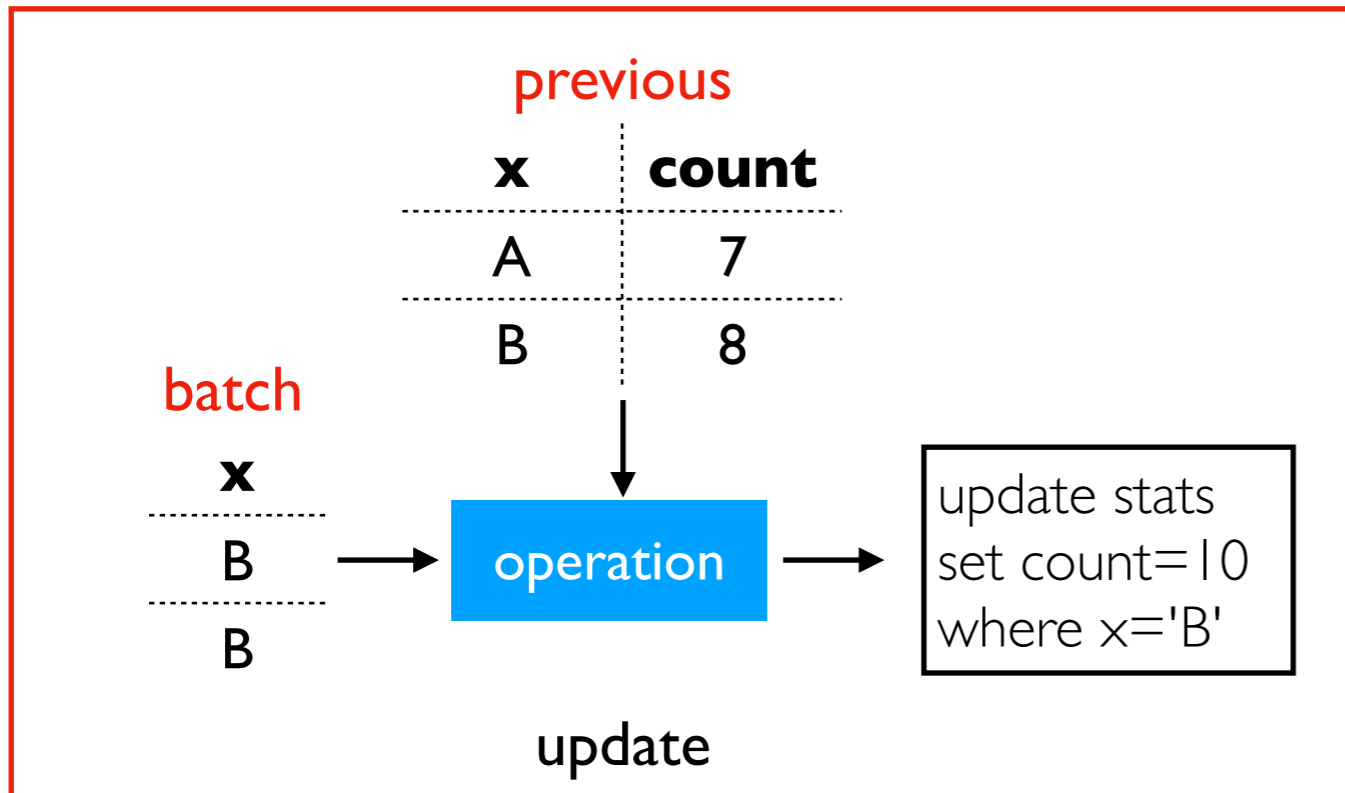 previous
x count
A 7
B 8
batch
x
B
B
operation
update stats
set count=10
where x='B'
update